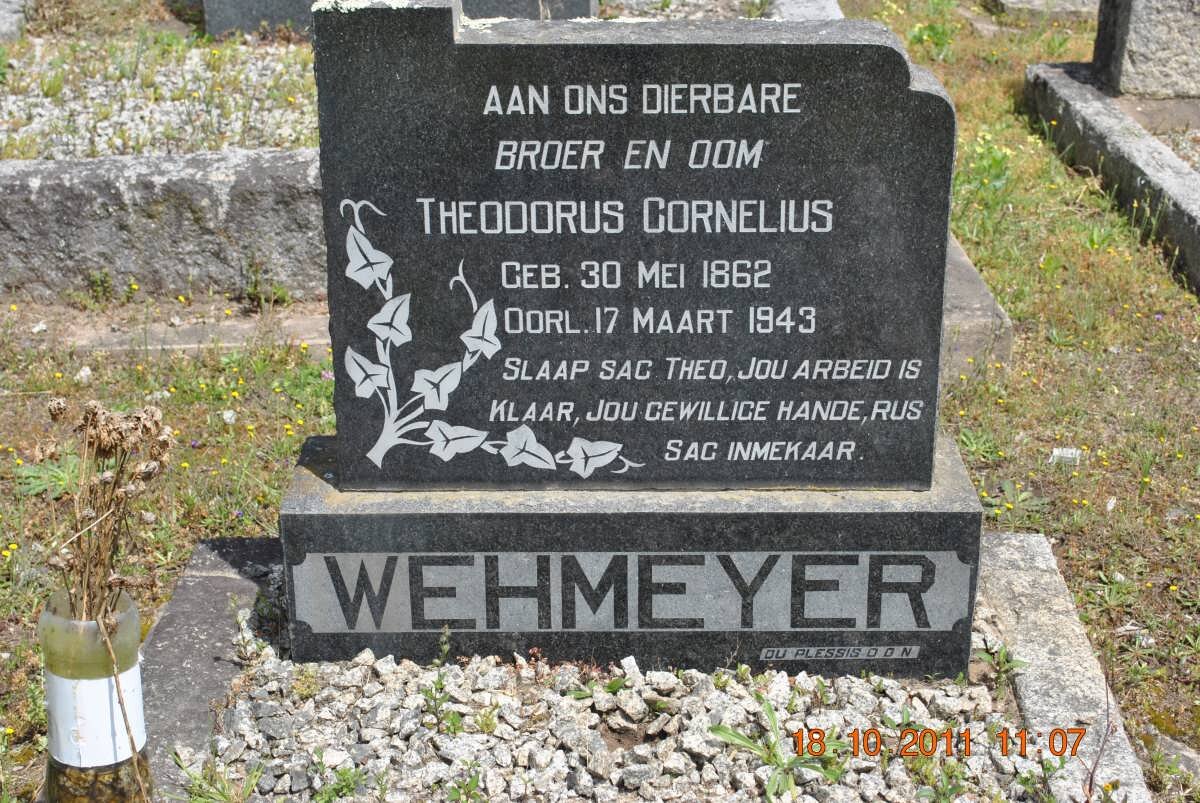 AAN ONS DIERBARE
BROER EN OOM
THEODORUS CORNELIUS
GEB. 30 MEI 1862
OORL. 17 MAART 1943
SLAAP SAG THEO, JOU ARBEID IS
KLAAR, JOU GEWILLIGE HANDE, RUS
SAG INMEKAAR.
WEHMEYER
DU PLESSIS O D N
18.10.2011 11:07